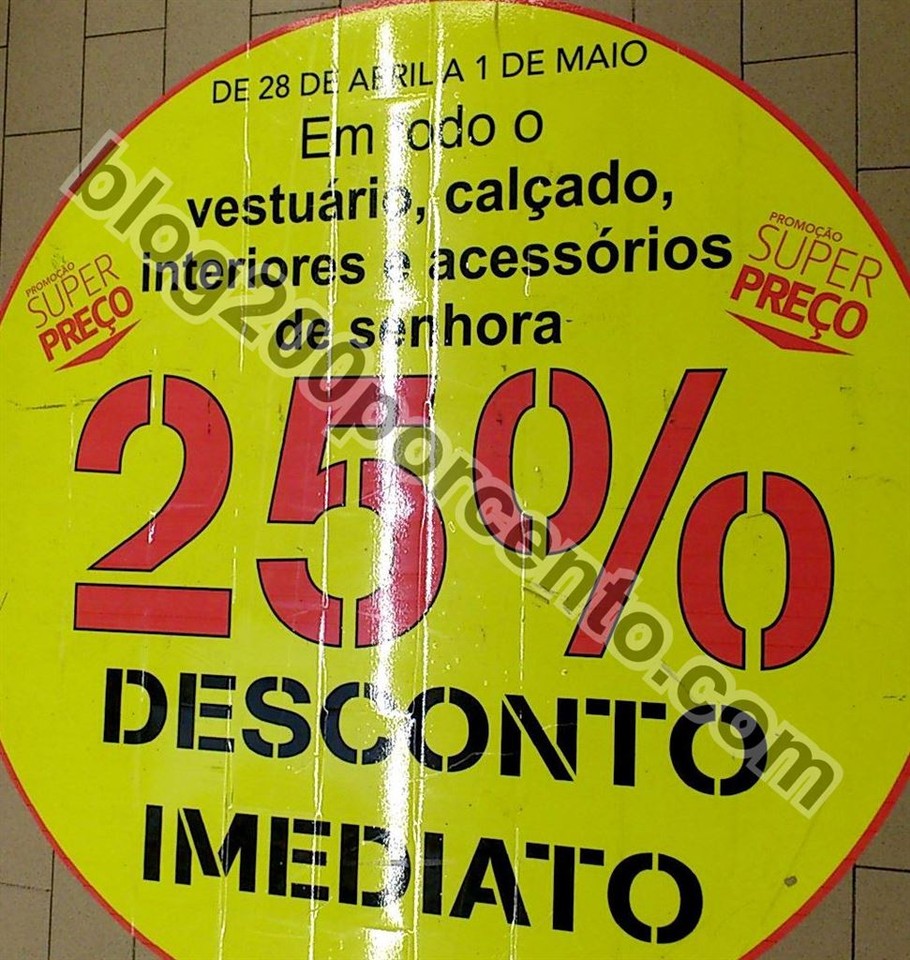 DE 28 DE ABRIL A 1 DE MAIO
Em todo o
vestuário, calçado,
interiores e acessórios
de senhora
PROMOÇÃO
SUPER
PREÇO
PROMOÇÃO
SUPER
PREÇO
25%
DESCONTO
IMEDIATO
blog200porcento.com